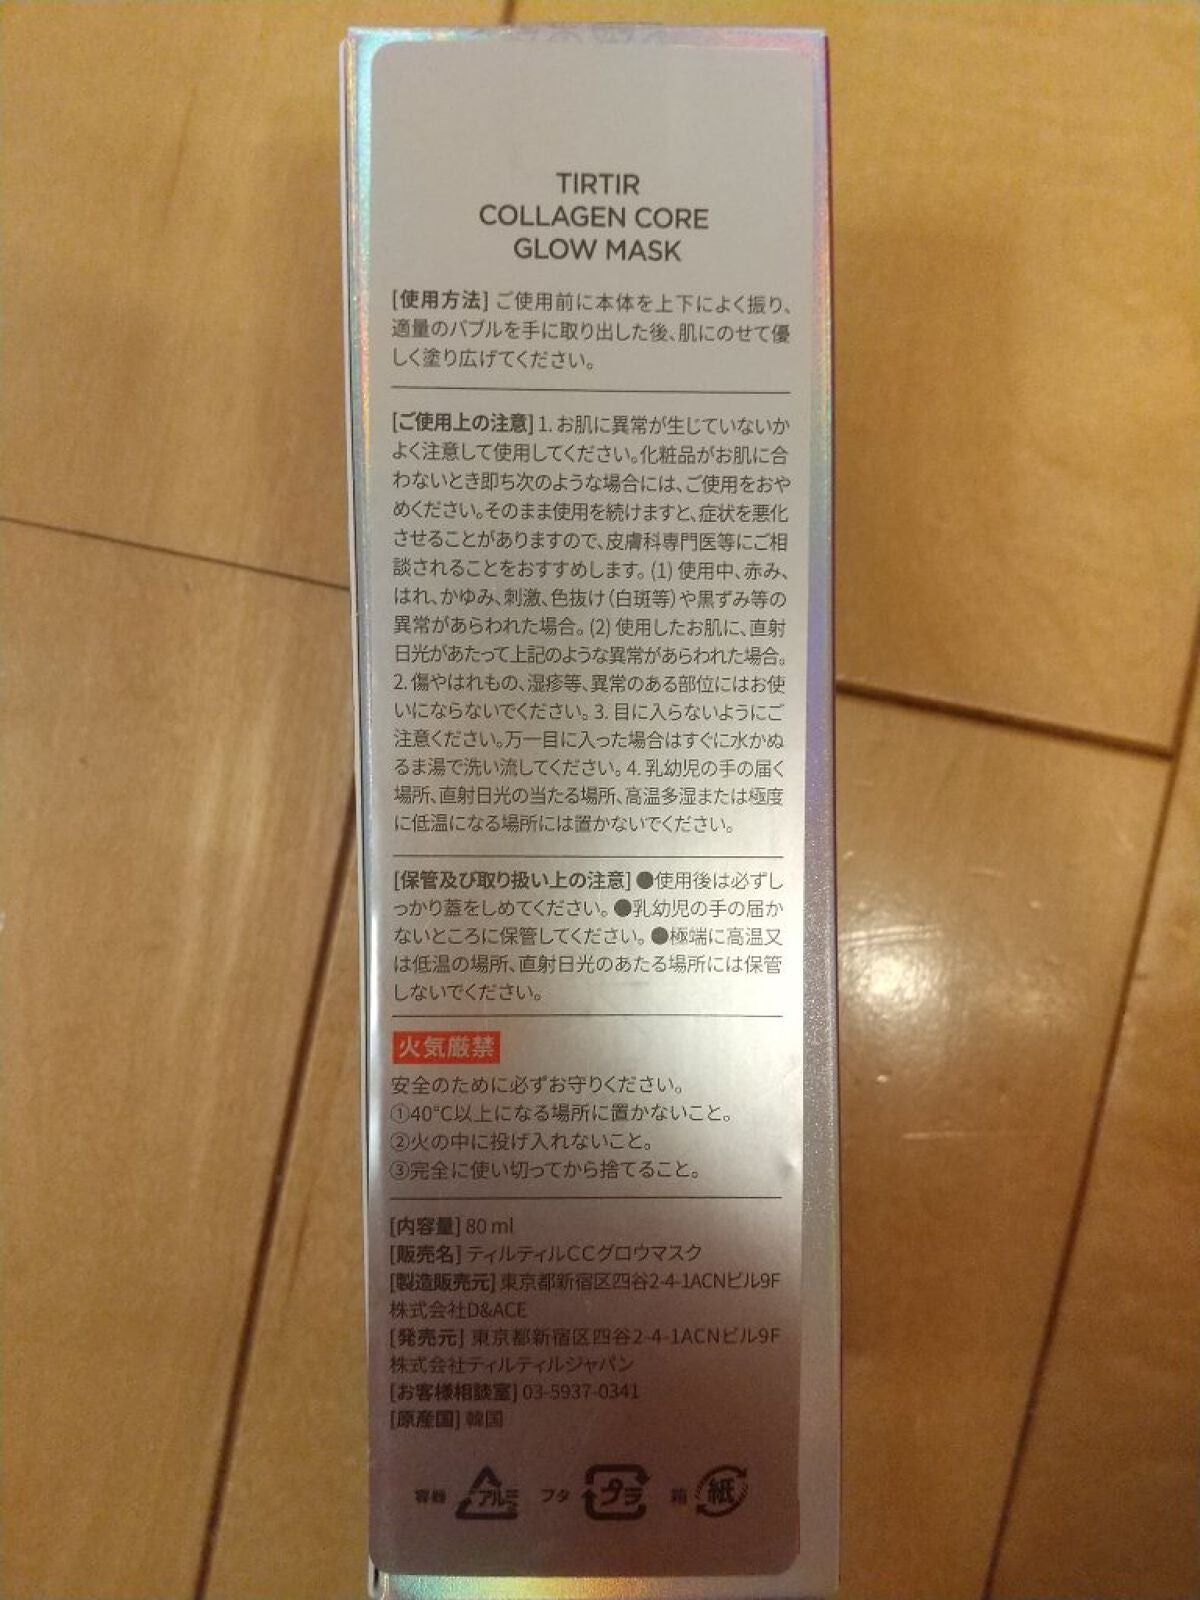 TIRTIR
COLLAGEN CORE
GLOW MASK
[使用方法] ご使用前に本体を上下によく振り、
適量のバブルを手に取り出した後、肌にのせて優
しく塗り広げてください。
[ご使用上の注意] 1. お肌に異常が生じていないか
よく注意して使用してください。化粧品がお肌に合
わないとき即ち次のような場合には、ご使用をおや
めください。そのまま使用を続けますと、症状を悪化
させることがありますので、皮膚科専門医等にご相
談されることをおすすめします。(1) 使用中、赤み、
はれ、かゆみ、刺激、色抜け（白斑等）や黒ずみ等の
異常があらわれた場合。(2) 使用したお肌に、直射
日光があたって上記のような異常があらわれた場合。
2. 傷やはれもの、湿疹等、異常のある部位にはお使
いにならないでください。3. 目に入らないようにご
注意ください。万一目に入った場合はすぐに水かぬ
るま湯で洗い流してください。4. 乳幼児の手の届く
場所、直射日光の当たる場所、高温多湿または極度
に低温になる場所には置かないでください。
[保管及び取り扱い上の注意] ●使用後は必ずし
っかり蓋をしめてください。●乳幼児の手の届か
ないところに保管してください。●極端に高温又
は低温の場所、直射日光のあたる場所には保管
しないでください。
火気厳禁
安全のために必ずお守りください。
①40℃以上になる場所に置かないこと。
②火の中に投げ入れないこと。
③完全に使い切ってから捨てること。
[内容量] 80 ml
[販売名] ティルティルCCグロウマスク
[製造販売元] 東京都新宿区四谷2-4-1ACNビル9F
株式会社D&ACE
[発売元] 東京都新宿区四谷2-4-1ACNビル9F
株式会社ティルティルジャパン
[お客様相談室] 03-5937-0341
[原産国] 韓国
容器 アルミ フタ プラ 箱 紙